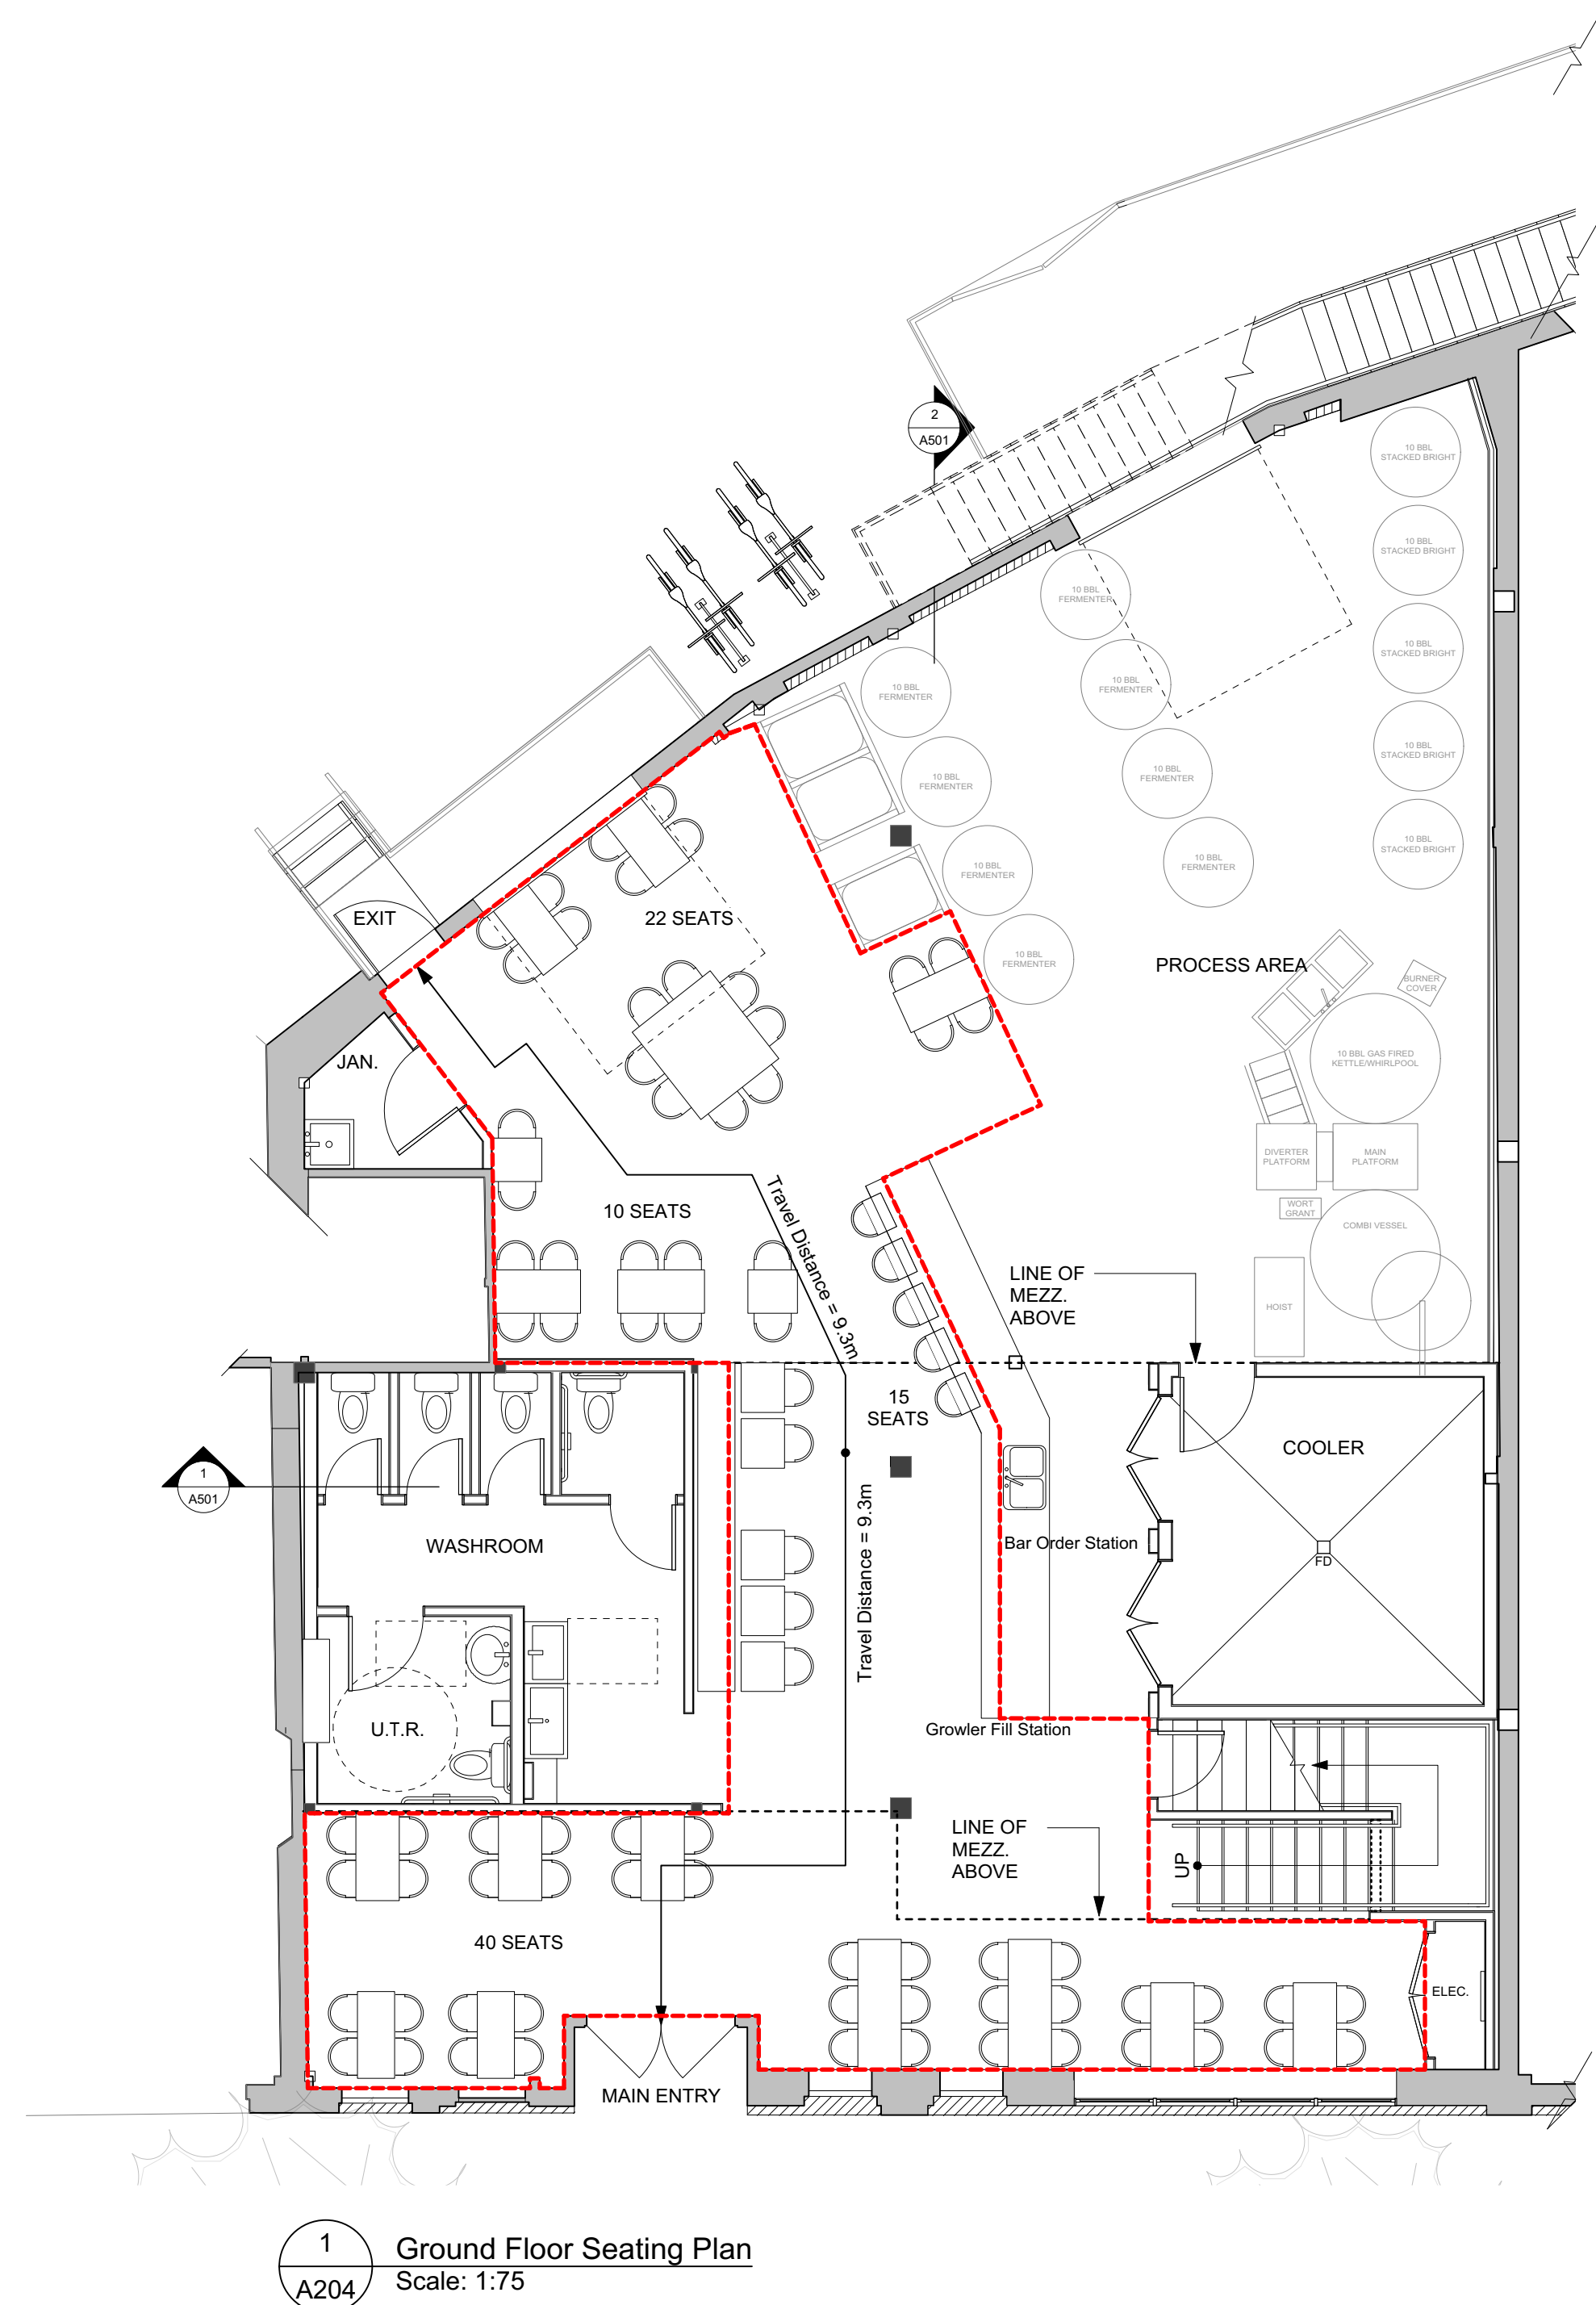 2
A501
10 BBL
STACKED BRIGHT
10 BBL
STACKED BRIGHT
10 BBL
FERMENTER
10 BBL
STACKED BRIGHT
10 BBL
FERMENTER
10 BBL
FERMENTER
10 BBL
STACKED BRIGHT
10 BBL
FERMENTER
10 BBL
FERMENTER
10 BBL
STACKED BRIGHT
10 BBL
FERMENTER
10 BBL
FERMENTER
EXIT
22 SEATS
10 BBL
FERMENTER
PROCESS AREA
BURNER
COVER
JAN.
10 BBL GAS FIRED
KETTLE/WHIRLPOOL
DIVERTER
PLATFORM
MAIN
PLATFORM
10 SEATS
Travel Distance = 9.3m
WORT
GRANT
COMBI VESSEL
LINE OF
MEZZ.
ABOVE
HOIST
15
SEATS
COOLER
1
A501
WASHROOM
Travel Distance = 9.3m
Bar Order Station
FD
U.T.R.
Growler Fill Station
LINE OF
MEZZ.
ABOVE
UP
40 SEATS
ELEC.
MAIN ENTRY
1
A204
Ground Floor Seating Plan
Scale: 1:75